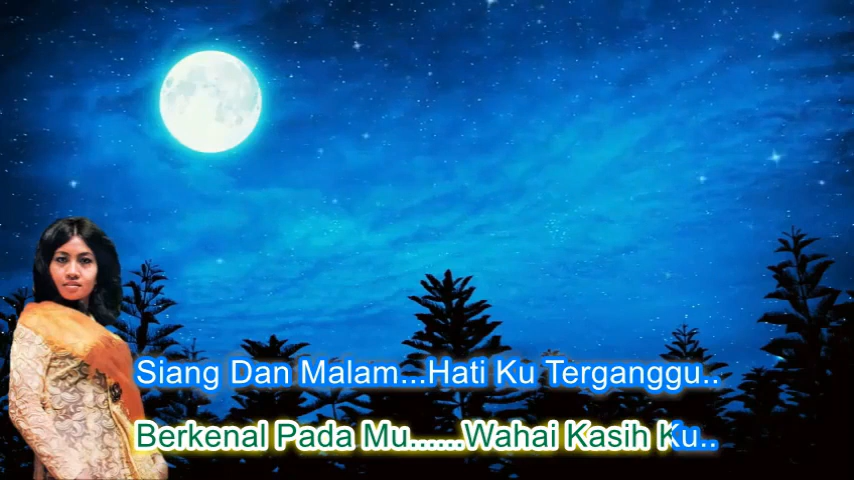 Siang Dan Malam...Hati Ku Terganggu..
Berkenal Pada Mu......Wahai Kasih Ku..